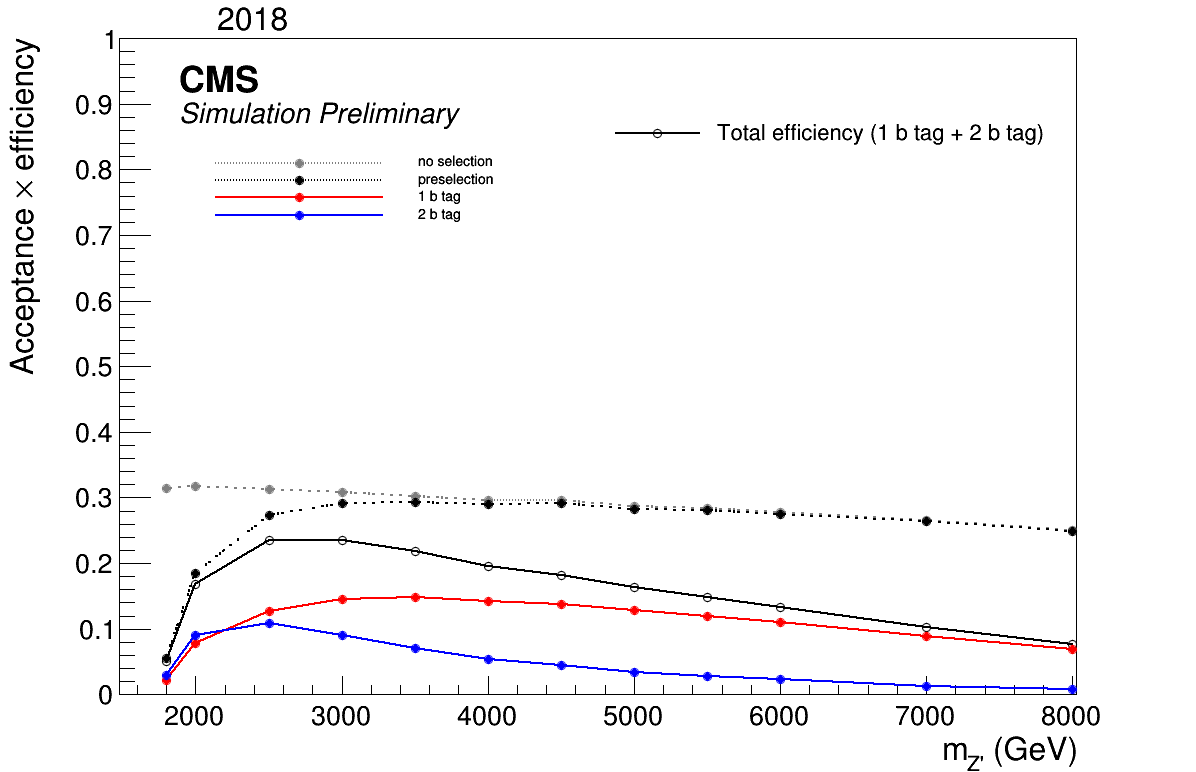 2018
CMS
Simulation Preliminary
Total efficiency (1 b tag + 2 b tag)
no selection
preselection
1 b tag
2 b tag
Acceptance × efficiency
1
0.9
0.8
0.7
0.6
0.5
0.4
0.3
0.2
0.1
0
2000 3000 4000 5000 6000 7000 8000
m_Z' (GeV)